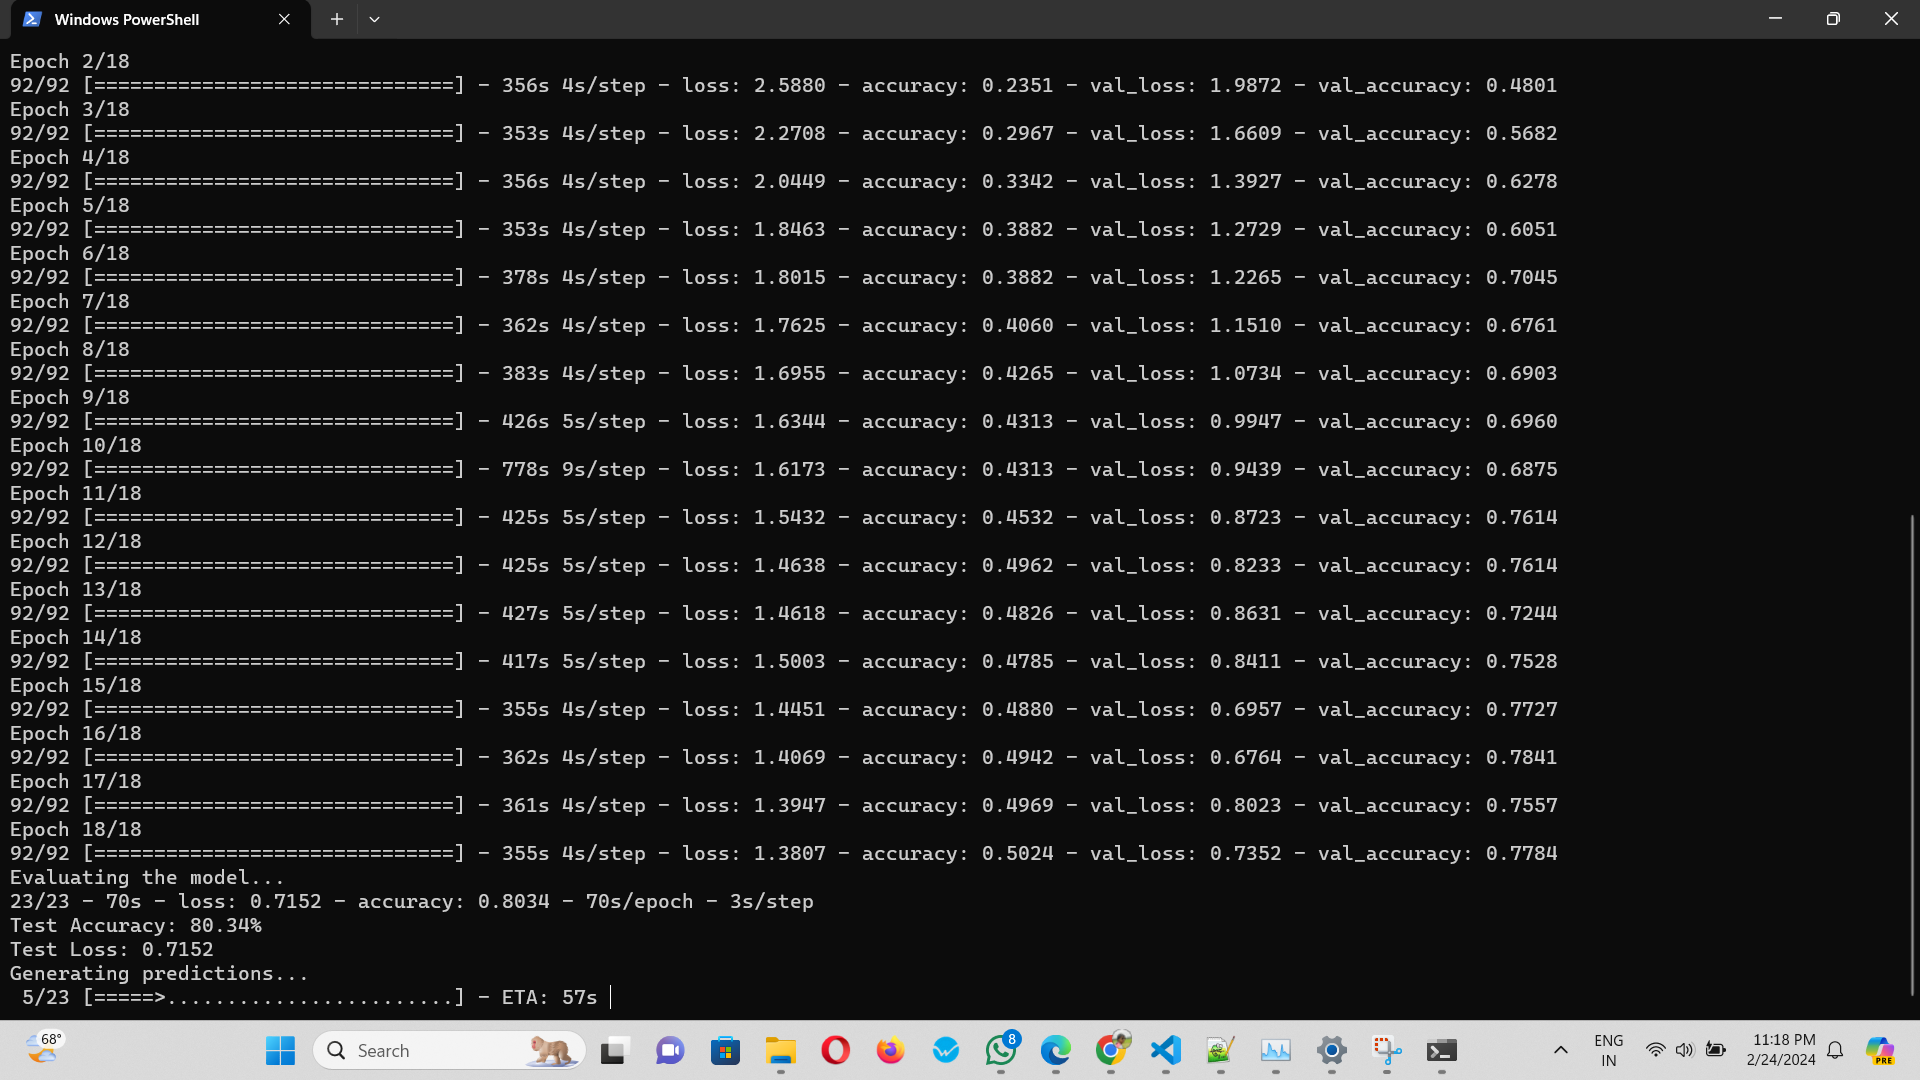 Windows PowerShell
Epoch 2/18
92/92 [==============================] - 356s 4s/step - loss: 2.5880 - accuracy: 0.2351 - val_loss: 1.9872 - val_accuracy: 0.4801
Epoch 3/18
92/92 [==============================] - 353s 4s/step - loss: 2.2708 - accuracy: 0.2967 - val_loss: 1.6609 - val_accuracy: 0.5682
Epoch 4/18
92/92 [==============================] - 356s 4s/step - loss: 2.0449 - accuracy: 0.3342 - val_loss: 1.3927 - val_accuracy: 0.6278
Epoch 5/18
92/92 [==============================] - 353s 4s/step - loss: 1.8463 - accuracy: 0.3882 - val_loss: 1.2729 - val_accuracy: 0.6051
Epoch 6/18
92/92 [==============================] - 378s 4s/step - loss: 1.8015 - accuracy: 0.3882 - val_loss: 1.2265 - val_accuracy: 0.7045
Epoch 7/18
92/92 [==============================] - 362s 4s/step - loss: 1.7625 - accuracy: 0.4060 - val_loss: 1.1510 - val_accuracy: 0.6761
Epoch 8/18
92/92 [==============================] - 383s 4s/step - loss: 1.6955 - accuracy: 0.4265 - val_loss: 1.0734 - val_accuracy: 0.6903
Epoch 9/18
92/92 [==============================] - 426s 5s/step - loss: 1.6344 - accuracy: 0.4313 - val_loss: 0.9947 - val_accuracy: 0.6960
Epoch 10/18
92/92 [==============================] - 778s 9s/step - loss: 1.6173 - accuracy: 0.4313 - val_loss: 0.9439 - val_accuracy: 0.6875
Epoch 11/18
92/92 [==============================] - 425s 5s/step - loss: 1.5432 - accuracy: 0.4532 - val_loss: 0.8723 - val_accuracy: 0.7614
Epoch 12/18
92/92 [==============================] - 425s 5s/step - loss: 1.4638 - accuracy: 0.4962 - val_loss: 0.8233 - val_accuracy: 0.7614
Epoch 13/18
92/92 [==============================] - 427s 5s/step - loss: 1.4618 - accuracy: 0.4826 - val_loss: 0.8631 - val_accuracy: 0.7244
Epoch 14/18
92/92 [==============================] - 417s 5s/step - loss: 1.5003 - accuracy: 0.4785 - val_loss: 0.8411 - val_accuracy: 0.7528
Epoch 15/18
92/92 [==============================] - 355s 4s/step - loss: 1.4451 - accuracy: 0.4880 - val_loss: 0.6957 - val_accuracy: 0.7727
Epoch 16/18
92/92 [==============================] - 362s 4s/step - loss: 1.4069 - accuracy: 0.4942 - val_loss: 0.6764 - val_accuracy: 0.7841
Epoch 17/18
92/92 [==============================] - 361s 4s/step - loss: 1.3947 - accuracy: 0.4969 - val_loss: 0.8023 - val_accuracy: 0.7557
Epoch 18/18
92/92 [==============================] - 355s 4s/step - loss: 1.3807 - accuracy: 0.5024 - val_loss: 0.7352 - val_accuracy: 0.7784
Evaluating the model...
23/23 - 70s - loss: 0.7152 - accuracy: 0.8034 - 70s/epoch - 3s/step
Test Accuracy: 80.34%
Test Loss: 0.7152
Generating predictions...
 5/23 [=====>........................] - ETA: 57s
68°
Search
8
ENG
IN
11:18 PM
2/24/2024
PRE